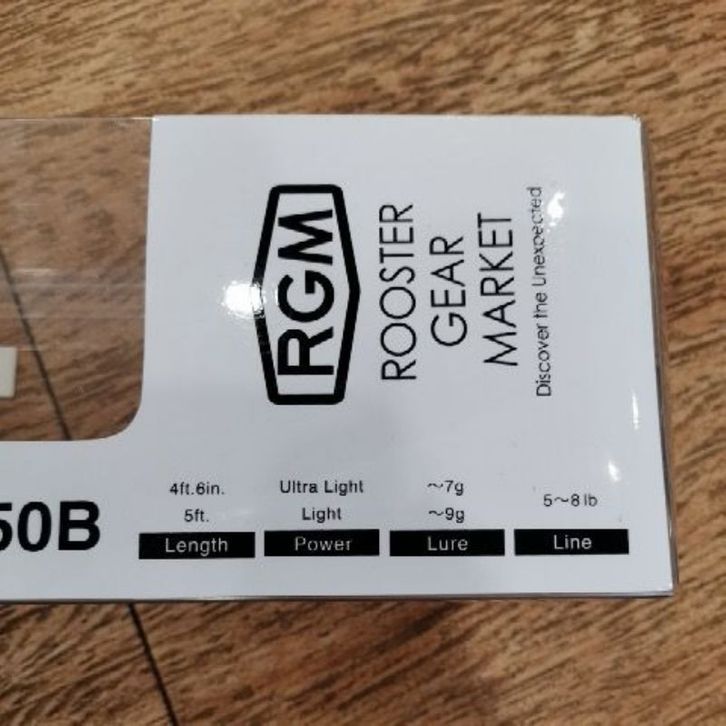 RGM
ROOSTER
GEAR
MARKET
Discover the Unexpected
50B
4ft.6in. Ultra Light ~7g
5ft. Light ~9g
5~8 lb
Length Power Lure Line